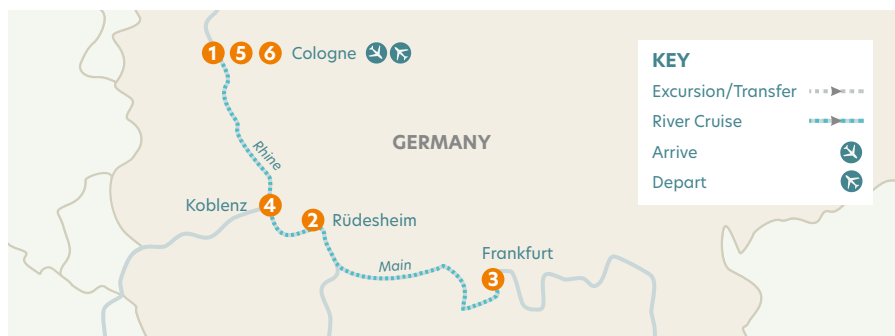 1 5 6 Cologne
Rhine
GERMANY
Koblenz 4
2 Rüdesheim
Main
Frankfurt
3
KEY
Excursion/Transfer
River Cruise
Arrive
Depart